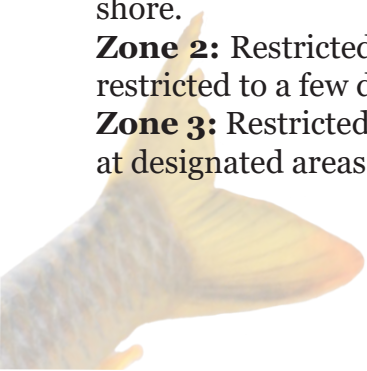 shore.
Zone 2: Restricted
restricted to a few d
Zone 3: Restricted
at designated areas